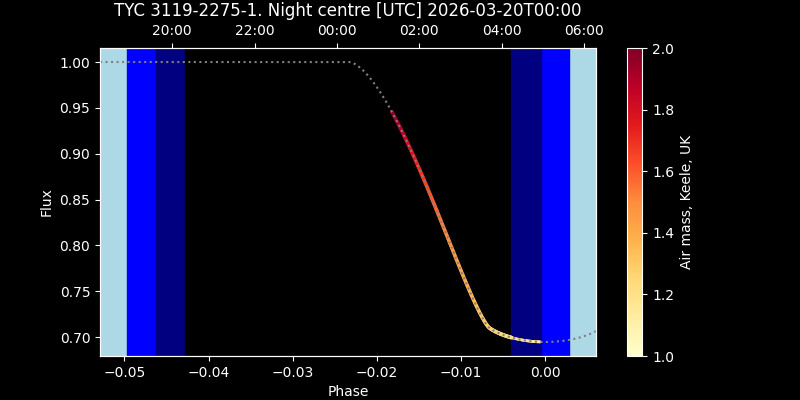 TYC 3119-2275-1. Night centre [UTC] 2026-03-20T00:00
20:00 22:00 00:00 02:00 04:00 06:00
1.00
0.95
0.90
0.85
0.80
0.75
0.70
Flux
−0.05 −0.04 −0.03 −0.02 −0.01 0.00
Phase
2.0
1.8
1.6
1.4
1.2
1.0
Air mass, Keele, UK